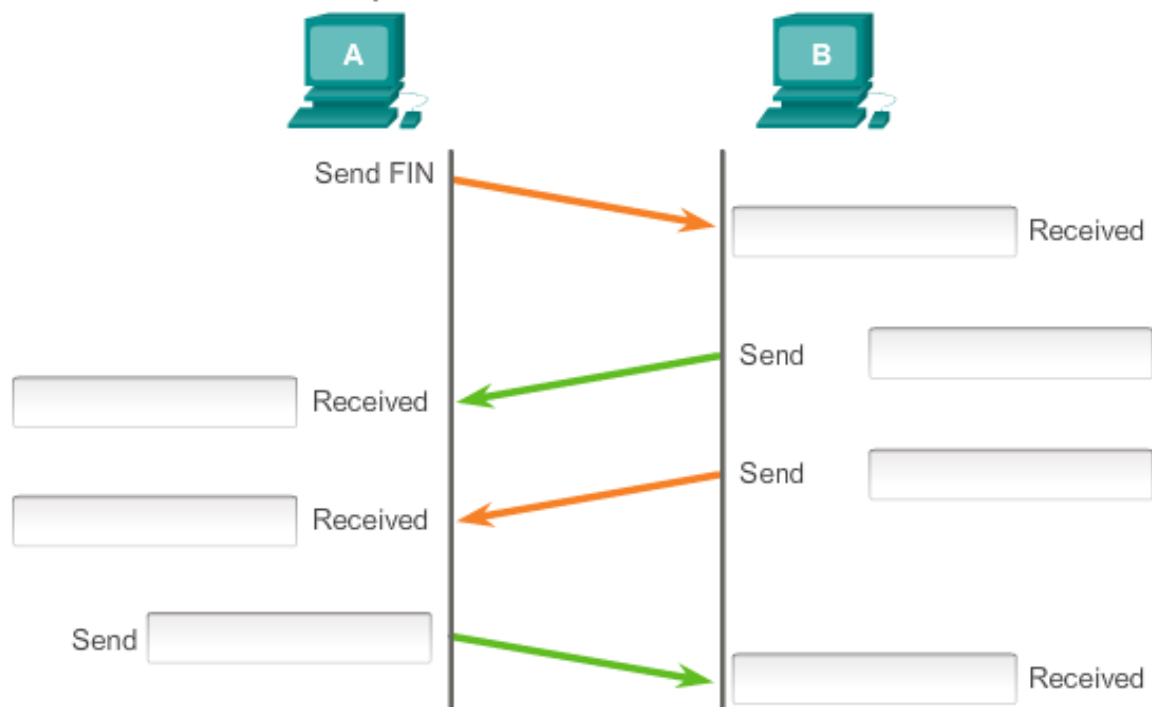 A
B
Send FIN
Received
Send
Received
Send
Received
Send
Received